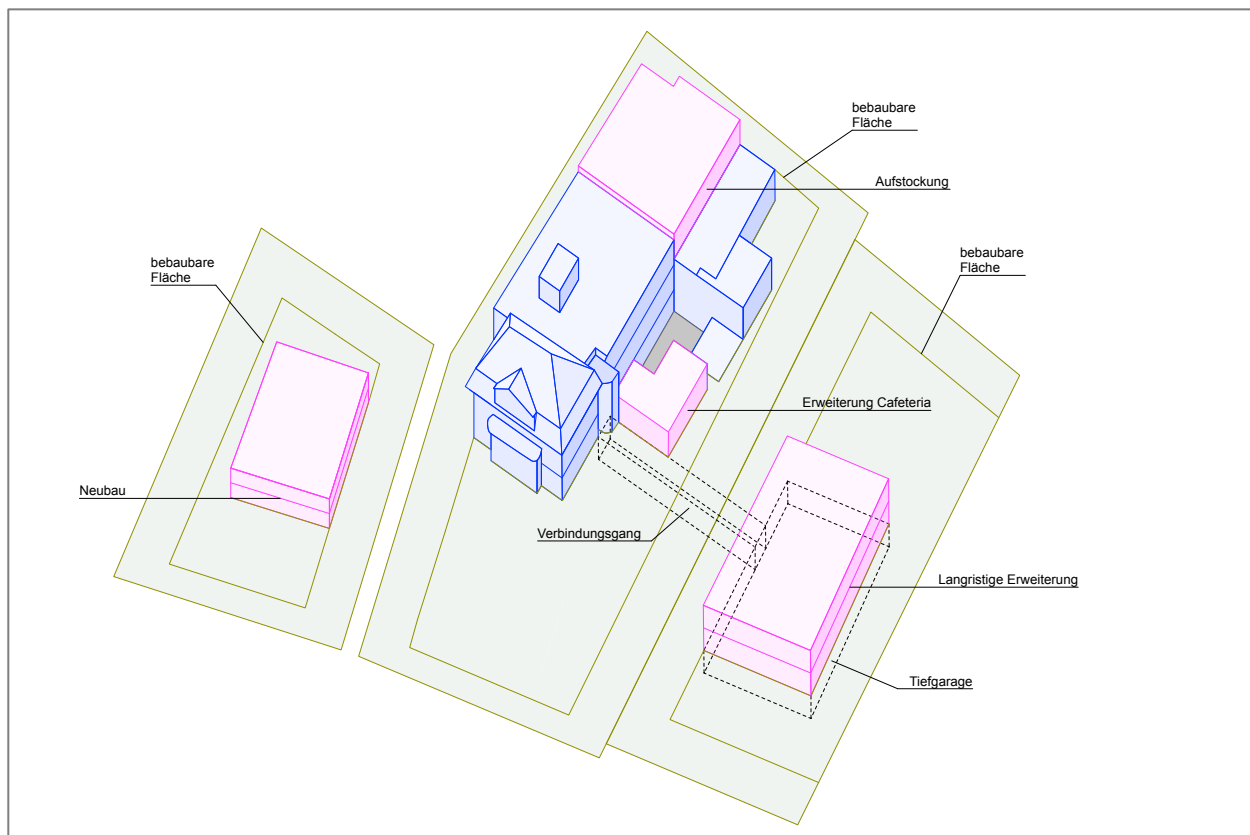 bebaubare
Fläche
Aufstockung
bebaubare
Fläche
bebaubare
Fläche
Erweiterung Cafeteria
Neubau
Verbindungsgang
Langristige Erweiterung
Tiefgarage